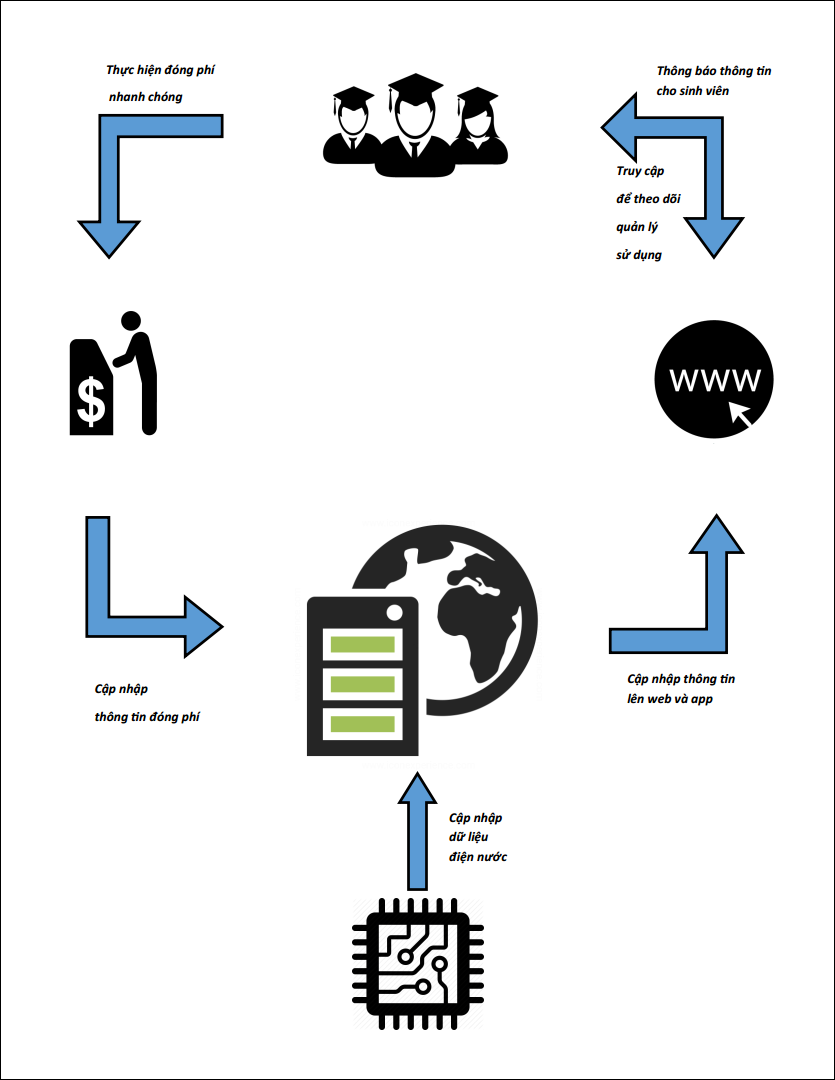 Thực hiện đóng phí
nhanh chóng
Thông báo thông tin
cho sinh viên
Truy cập
để theo dõi
quản lý
sử dụng
$
WWW
Cập nhập
thông tin đóng phí
Cập nhập thông tin
lên web và app
Cập nhập
dữ liệu
điện nước